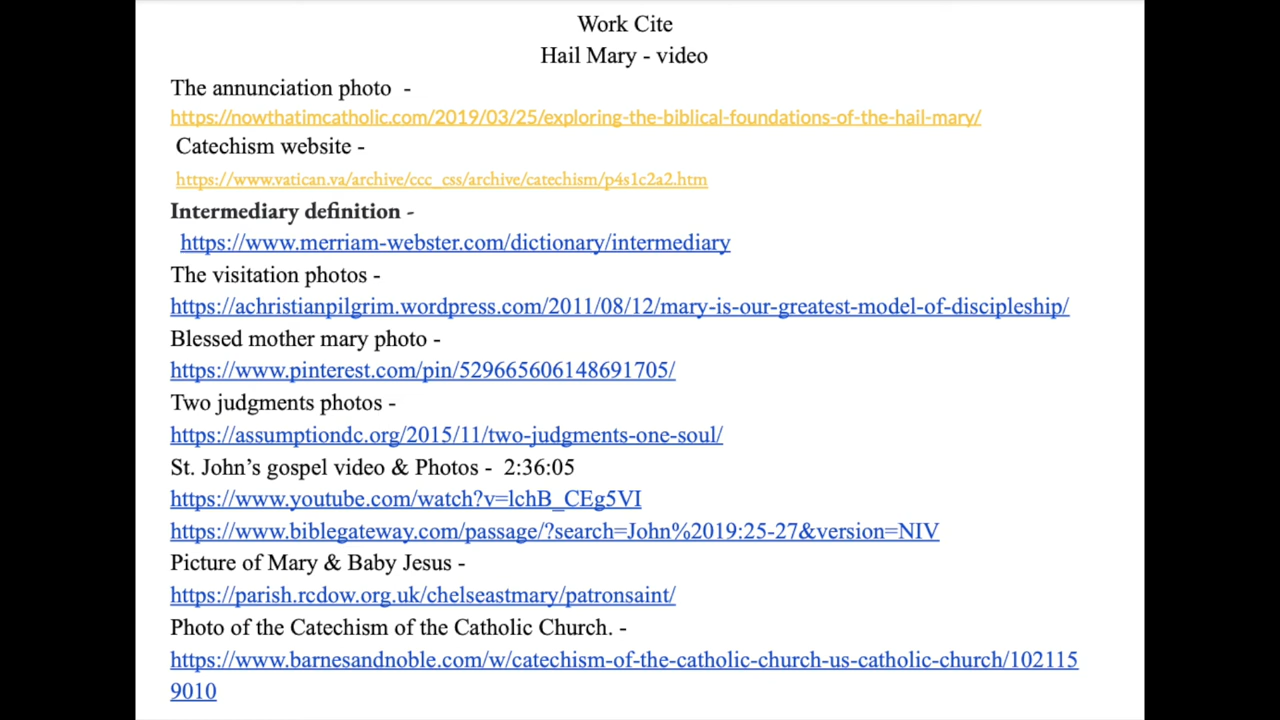 Work Cite
Hail Mary - video
The annunciation photo -
https://nowthatimcatholic.com/2019/03/25/exploring-the-biblical-foundations-of-the-hail-mary/
Catechism website -
https://www.vatican.va/archive/ccc_css/archive/catechism/p4s1c2a2.htm
Intermediary definition -
https://www.merriam-webster.com/dictionary/intermediary
The visitation photos -
https://achristianpilgrim.wordpress.com/2011/08/12/mary-is-our-greatest-model-of-discipleship/
Blessed mother mary photo -
https://www.pinterest.com/pin/529665606148691705/
Two judgments photos -
https://assumptiondc.org/2015/11/two-judgments-one-soul/
St. John’s gospel video & Photos - 2:36:05
https://www.youtube.com/watch?v=lchB_CEg5VI
https://www.biblegateway.com/passage/?search=John%2019:25-27&version=NIV
Picture of Mary & Baby Jesus -
https://parish.rcdow.org.uk/chelseastmary/patronsaint/
Photo of the Catechism of the Catholic Church. -
https://www.barnesandnoble.com/w/catechism-of-the-catholic-church-us-catholic-church/102115
9010